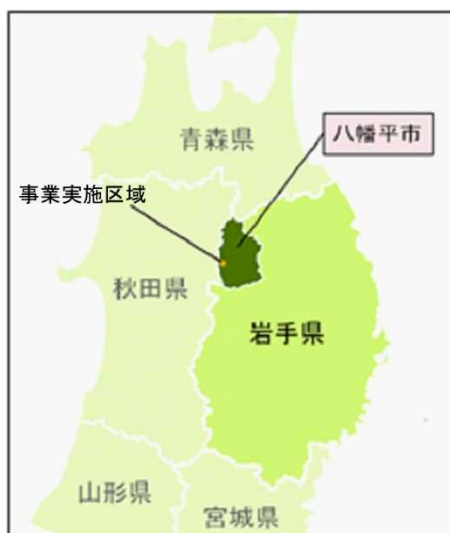 青森県
八幡平市
事業実施区域
秋田県
岩手県
山形県
宮城県